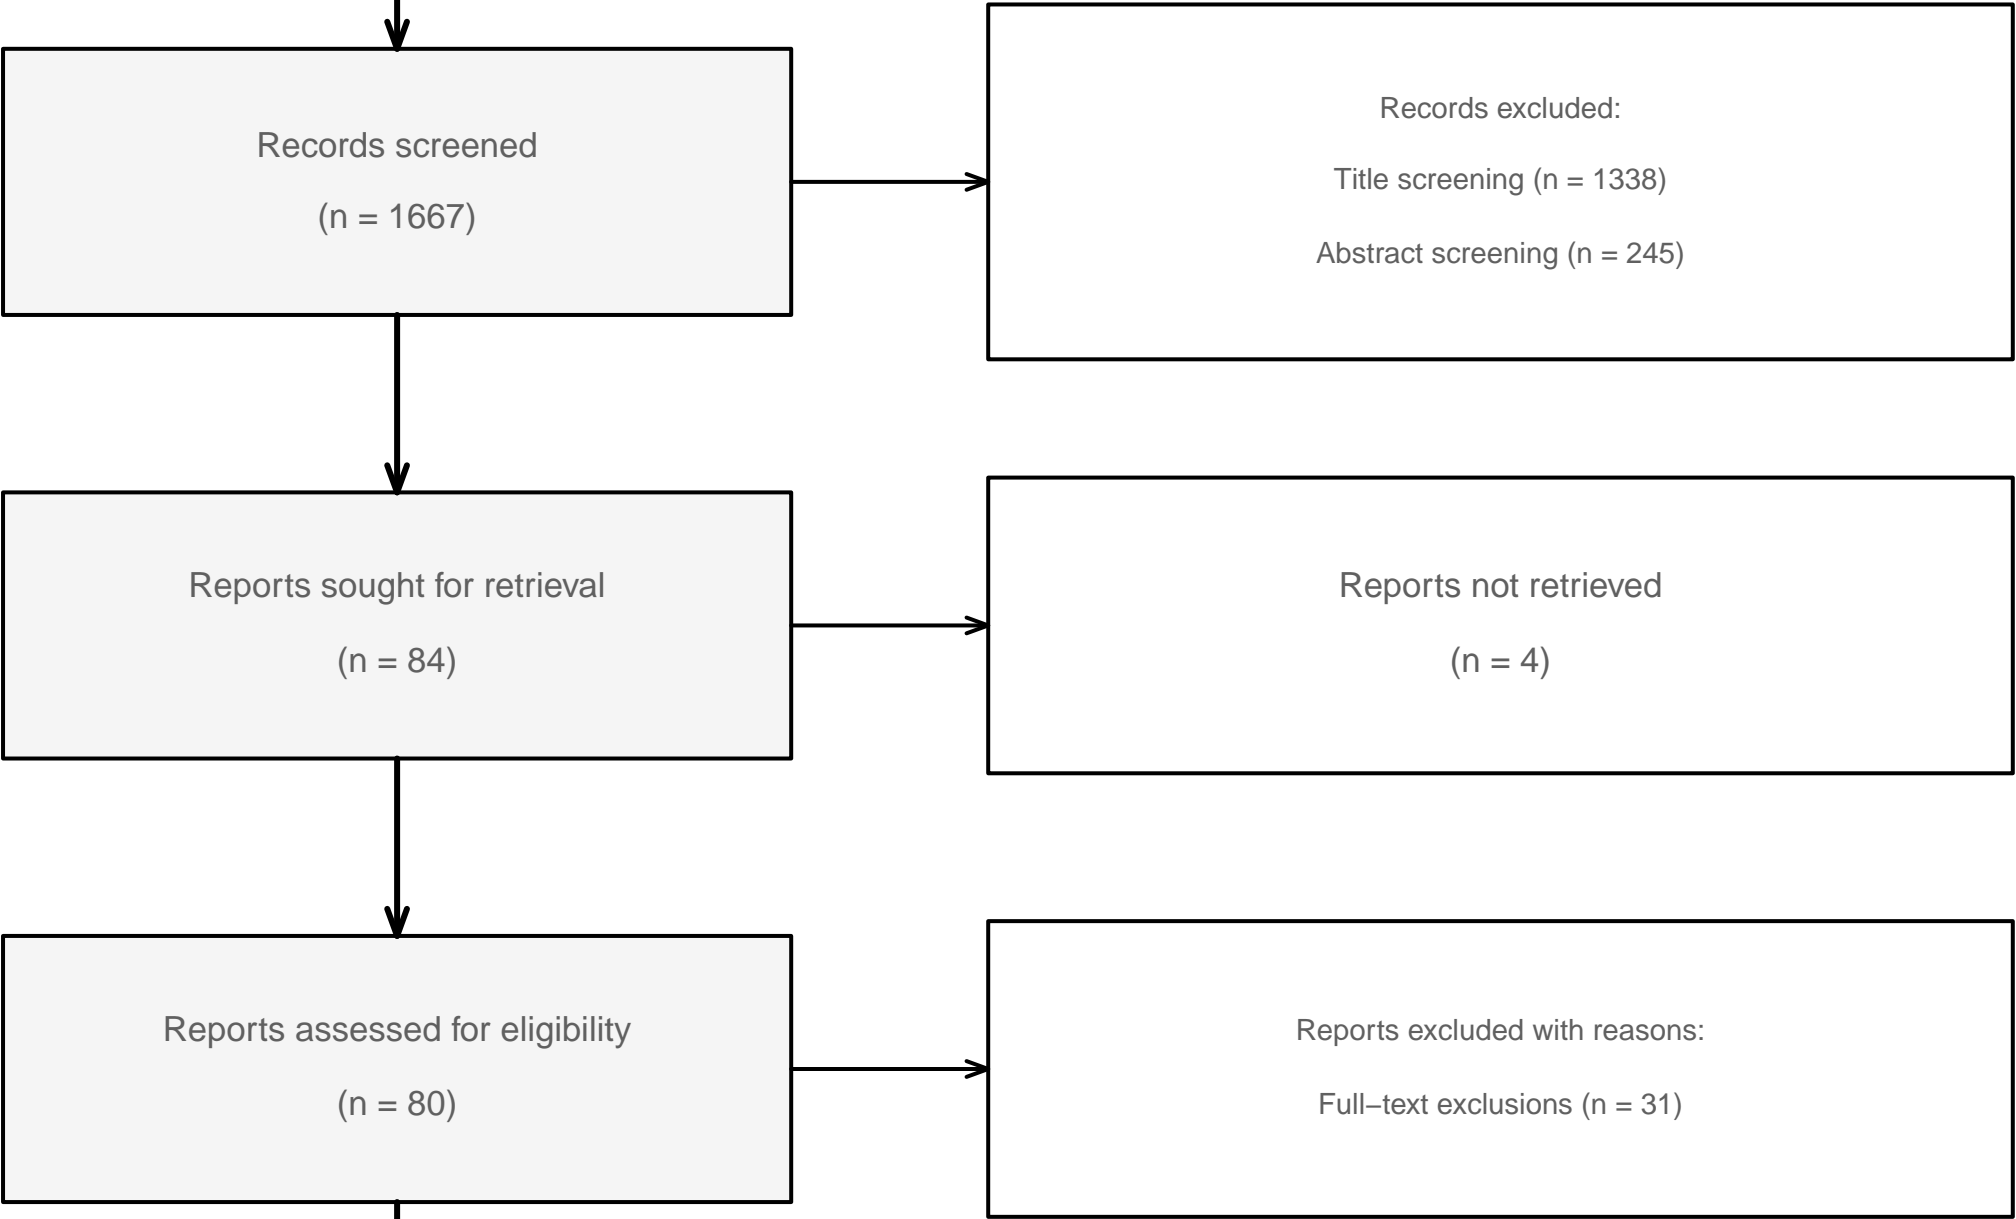 Records screened
(n = 1667)
Records excluded:
Title screening (n = 1338)
Abstract screening (n = 245)
Reports sought for retrieval
(n = 84)
Reports not retrieved
(n = 4)
Reports assessed for eligibility
(n = 80)
Reports excluded with reasons:
Full−text exclusions (n = 31)